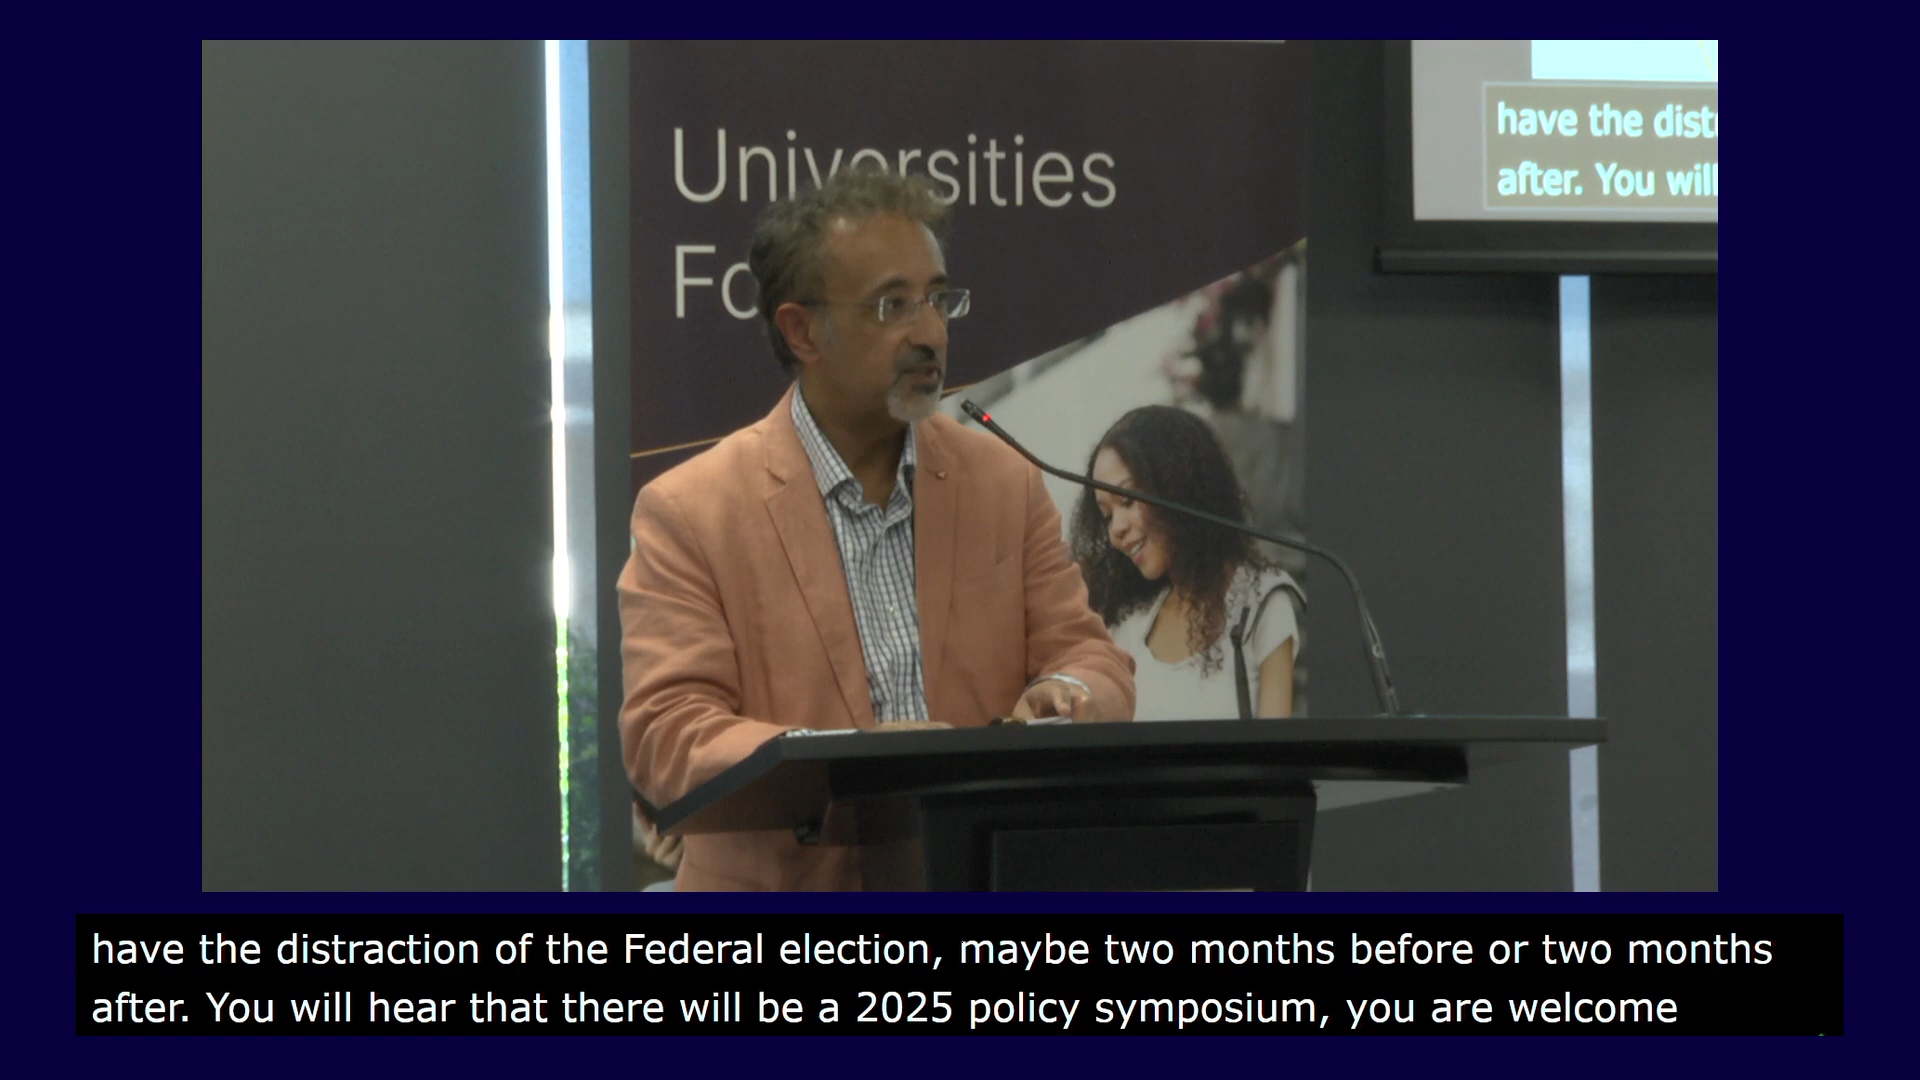 Universities
Fo
have the dist
after. You will
have the distraction of the Federal election, maybe two months before or two months
after. You will hear that there will be a 2025 policy symposium, you are welcome